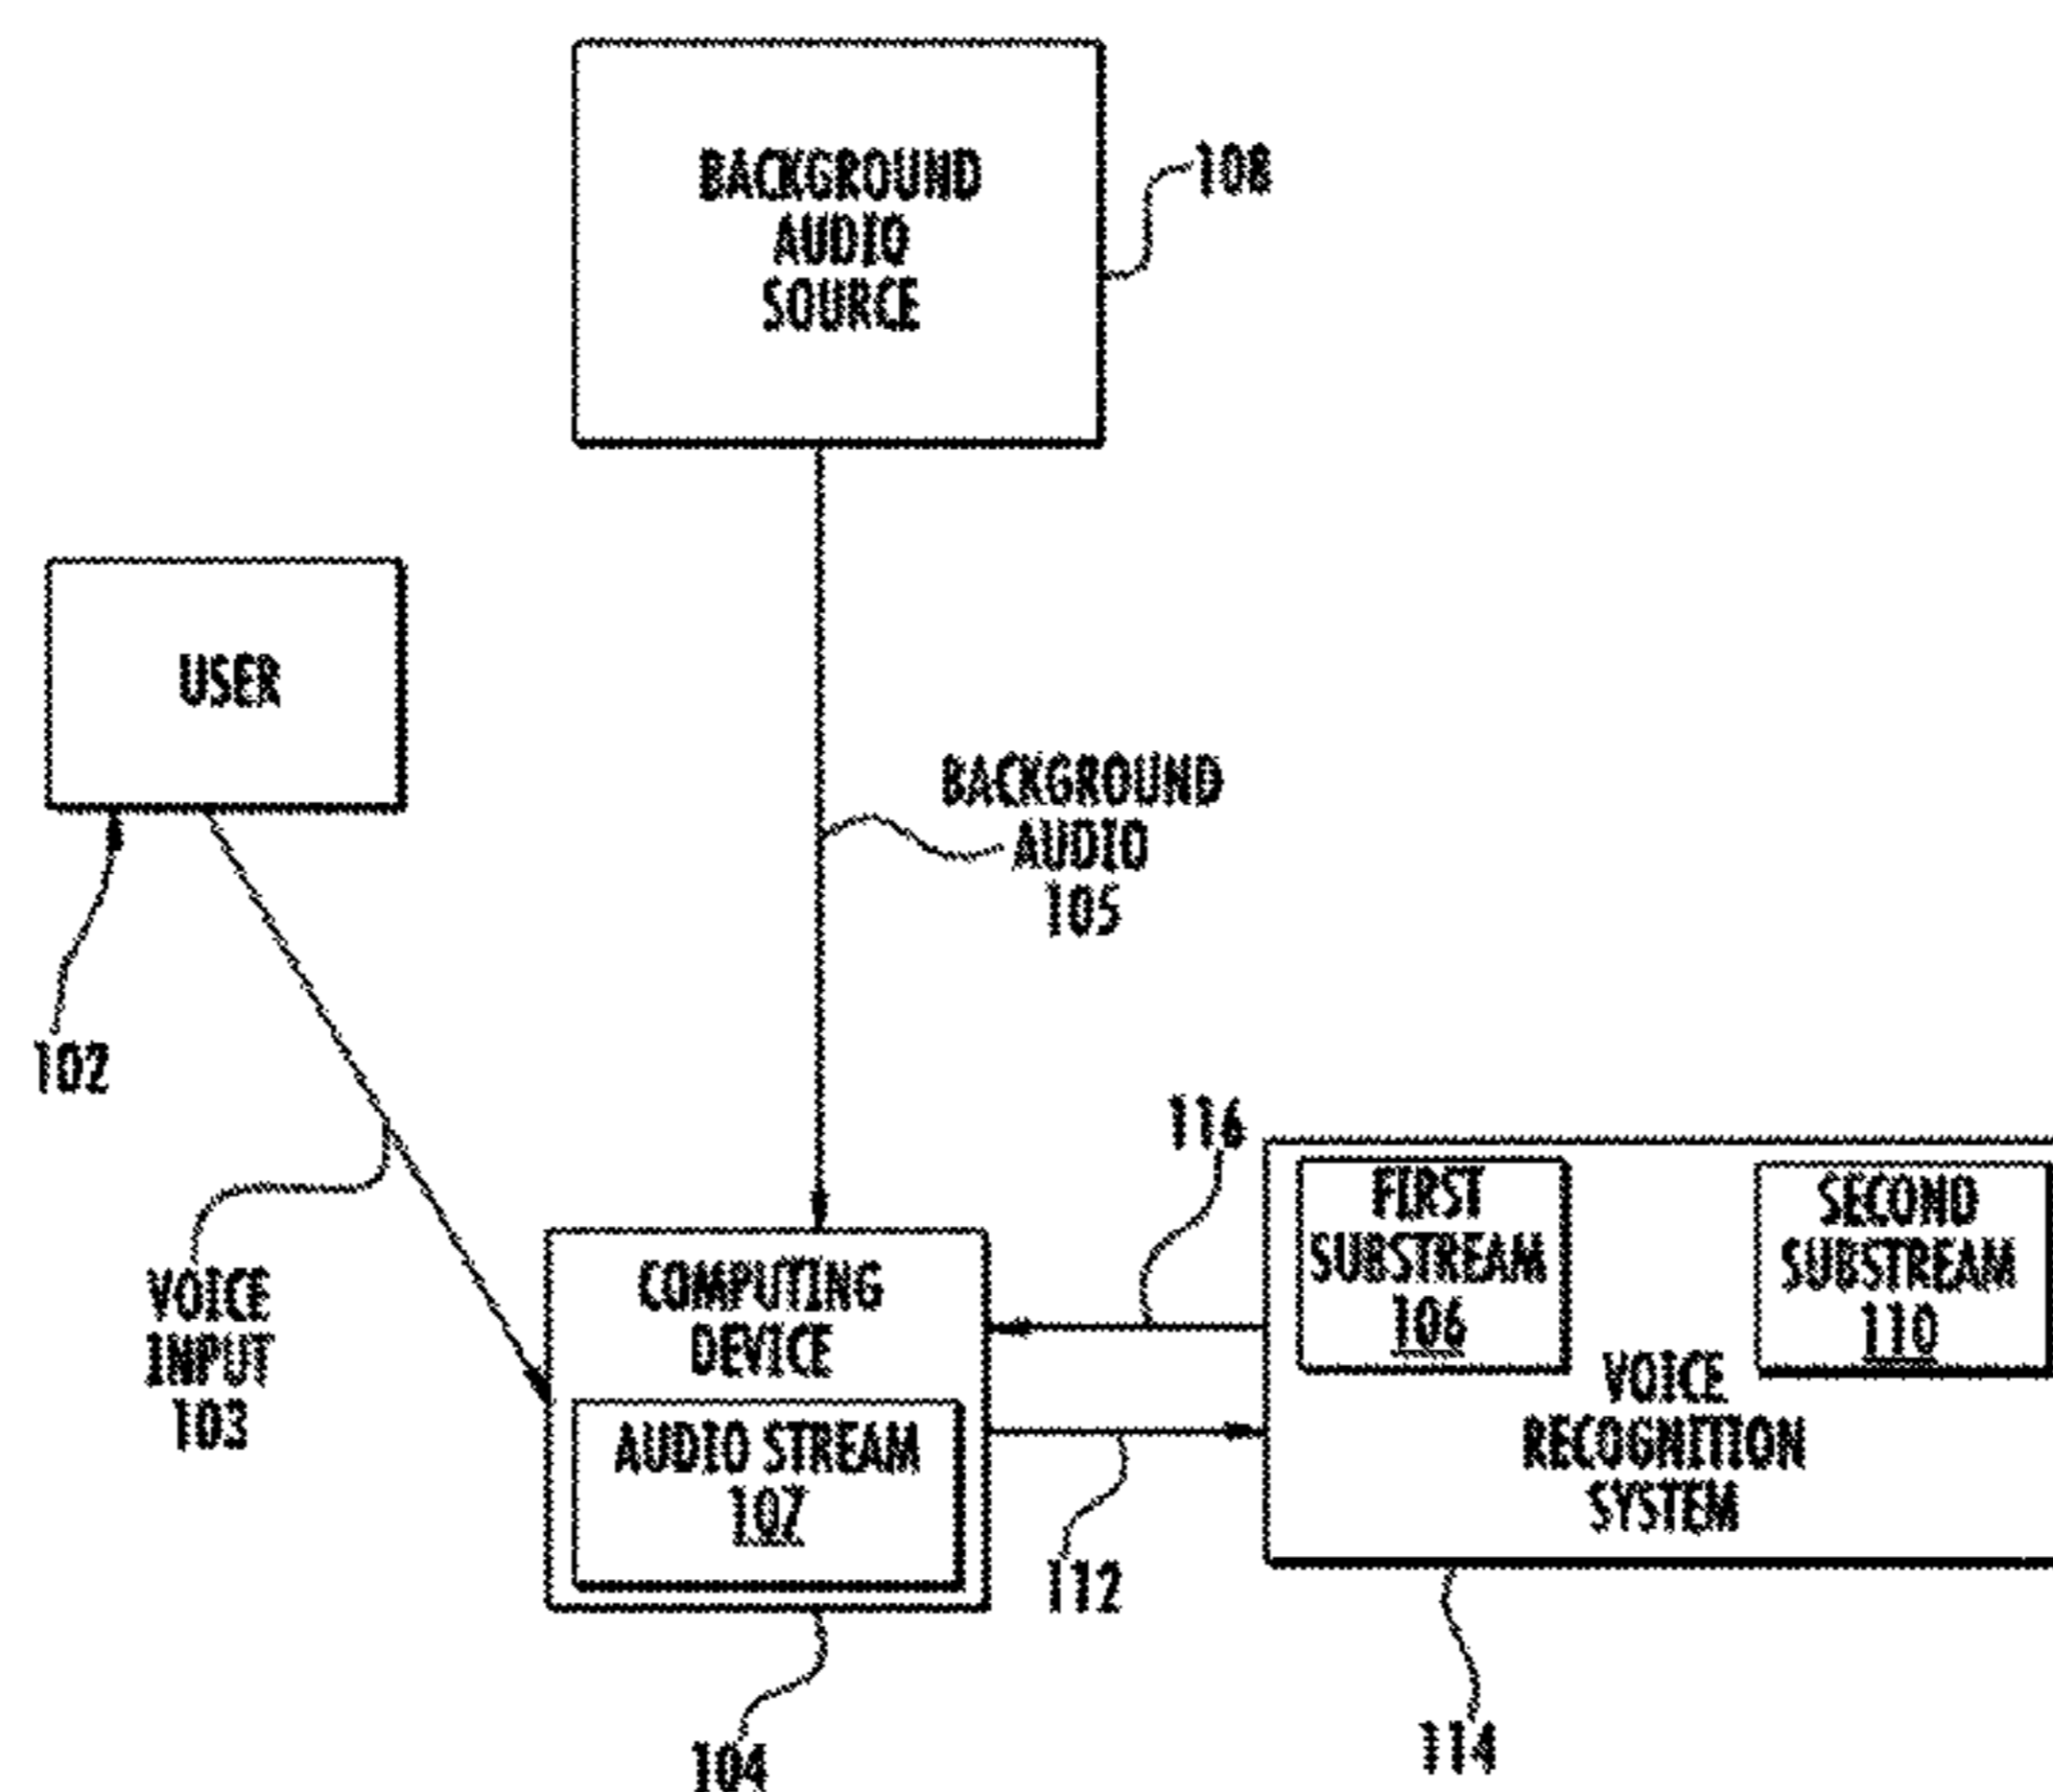 BACKGROUND
AUDIO
SOURCE
108
USER
BACKGROUND
AUDIO
105
102
116
VOICE
INPUT
103
COMPUTING
DEVICE
AUDIO STREAM
107
FIRST
SUBSTREAM
106
SECOND
SUBSTREAM
110
VOICE
RECOGNITION
SYSTEM
112
104
114